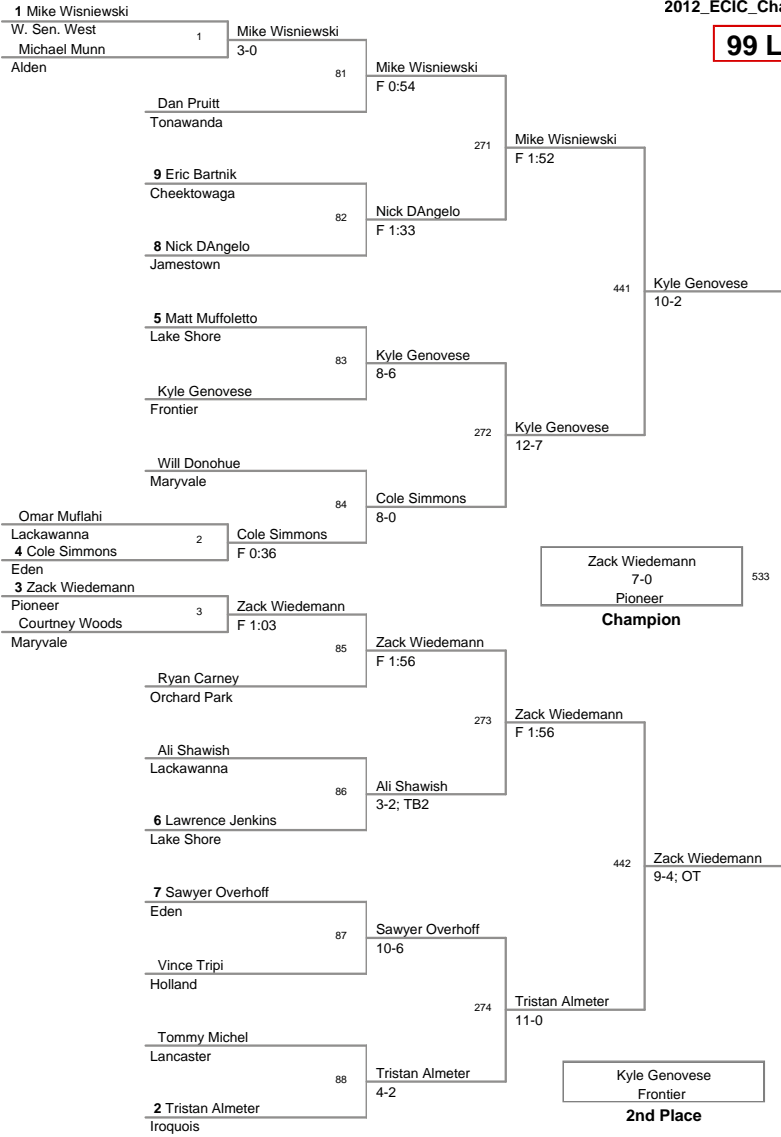 2012_ECIC_Cha
99 L
1 Mike Wisniewski
W. Sen. West
1
Michael Munn
Alden
Mike Wisniewski
3-0
81
Dan Pruitt
Tonawanda
Mike Wisniewski
F 0:54
271
9 Eric Bartnik
Cheektowaga
82
8 Nick DAngelo
Jamestown
Nick DAngelo
F 1:33
Mike Wisniewski
F 1:52
441
5 Matt Muffoletto
Lake Shore
83
Kyle Genovese
Frontier
Kyle Genovese
8-6
272
Will Donohue
Maryvale
84
Omar Muflahi
Lackawanna
2
4 Cole Simmons
Eden
Cole Simmons
F 0:36
Cole Simmons
8-0
Kyle Genovese
12-7
Kyle Genovese
10-2
Zack Wiedemann
7-0
Pioneer
533
Champion
3 Zack Wiedemann
Pioneer
3
Courtney Woods
Maryvale
Zack Wiedemann
F 1:03
85
Ryan Carney
Orchard Park
Zack Wiedemann
F 1:56
273
Ali Shawish
Lackawanna
86
6 Lawrence Jenkins
Lake Shore
Ali Shawish
3-2; TB2
Zack Wiedemann
F 1:56
442
7 Sawyer Overhoff
Eden
87
Vince Tripi
Holland
Sawyer Overhoff
10-6
274
Tommy Michel
Lancaster
88
2 Tristan Almeter
Iroquois
Tristan Almeter
4-2
Tristan Almeter
11-0
Zack Wiedemann
9-4; OT
Kyle Genovese
Frontier
2nd Place